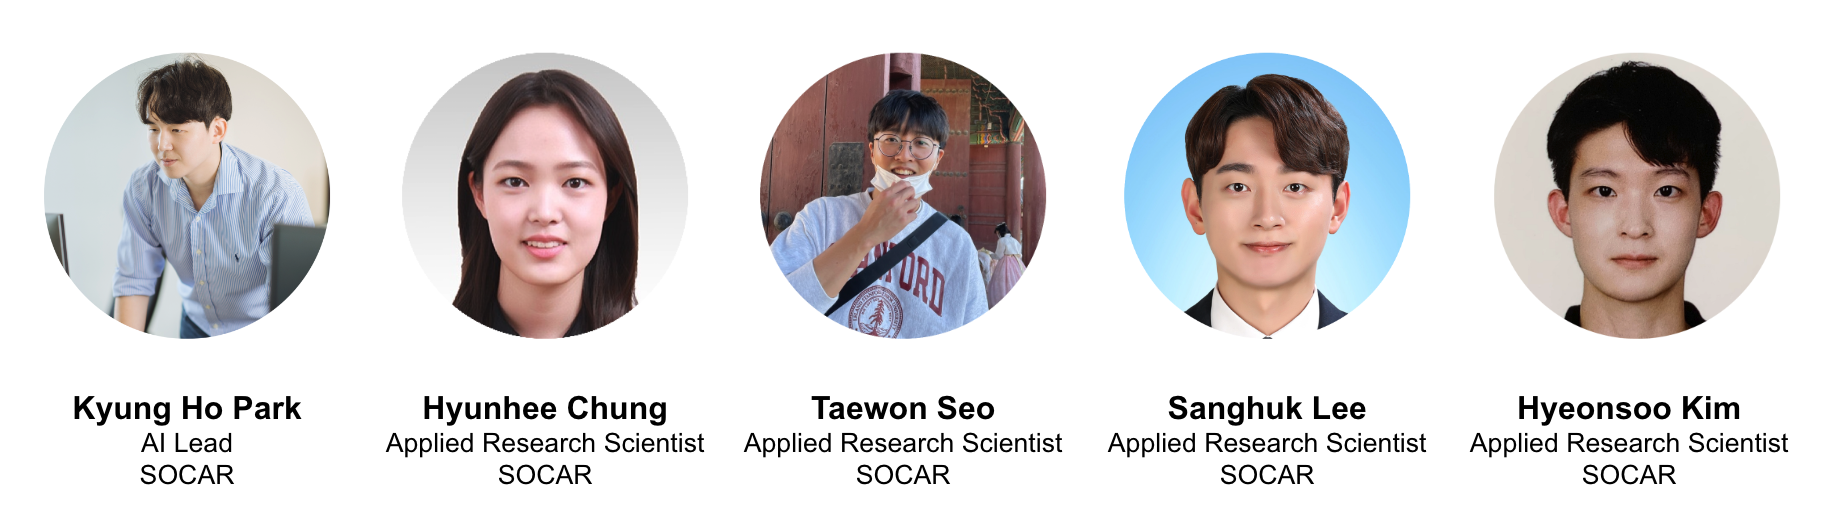 Kyung Ho Park
AI Lead
SOCAR
Hyunhee Chung
Applied Research Scientist
SOCAR
Taewon Seo
Applied Research Scientist
SOCAR
Sanghuk Lee
Applied Research Scientist
SOCAR
Hyeonsoo Kim
Applied Research Scientist
SOCAR